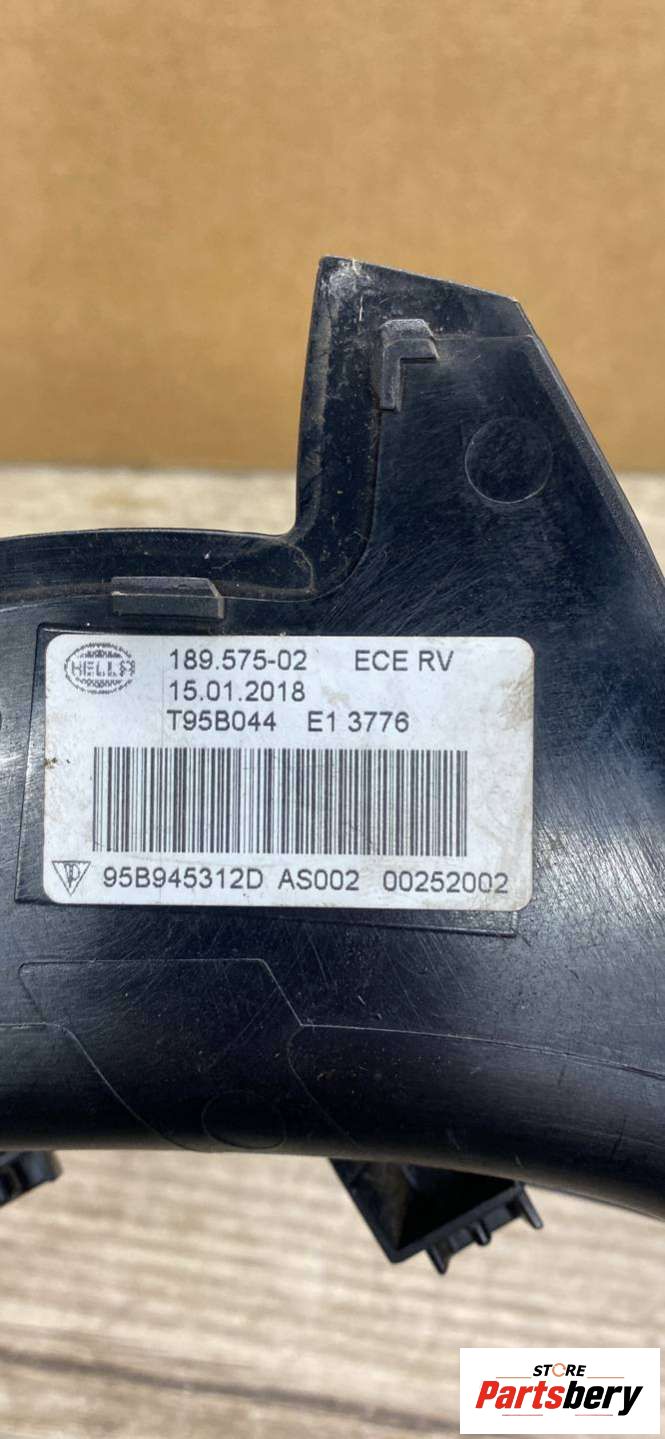 HELLA
189.575-02 ECE RV
15.01.2018
T95B044 E1 3776
95B945312D AS002 00252002
STORE
Partsbery